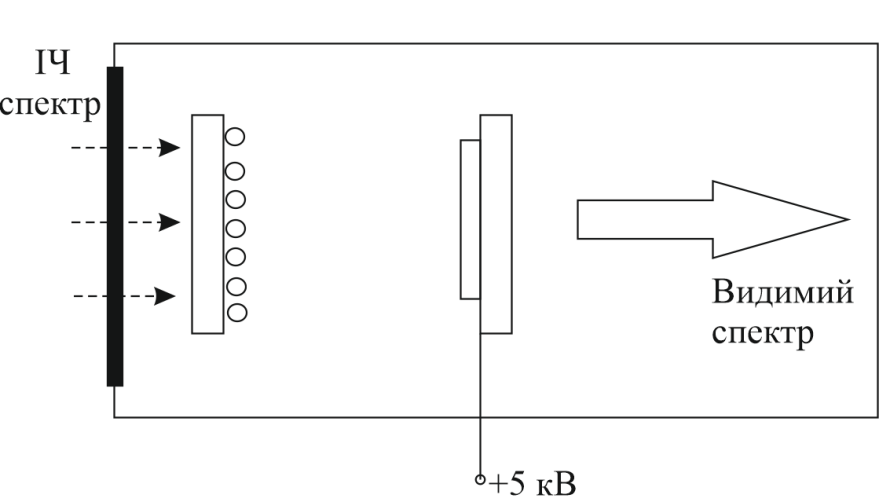 ІЧ
спектр
Видимий
спектр
+5 кВ